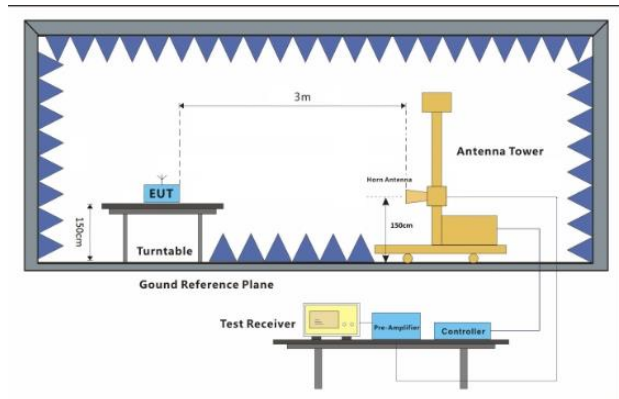 3m
Antenna Tower
Horn Antenna
EUT
150cm
150cm
Turntable
Gound Reference Plane
Test Receiver
Pre-Amplifier
Controller